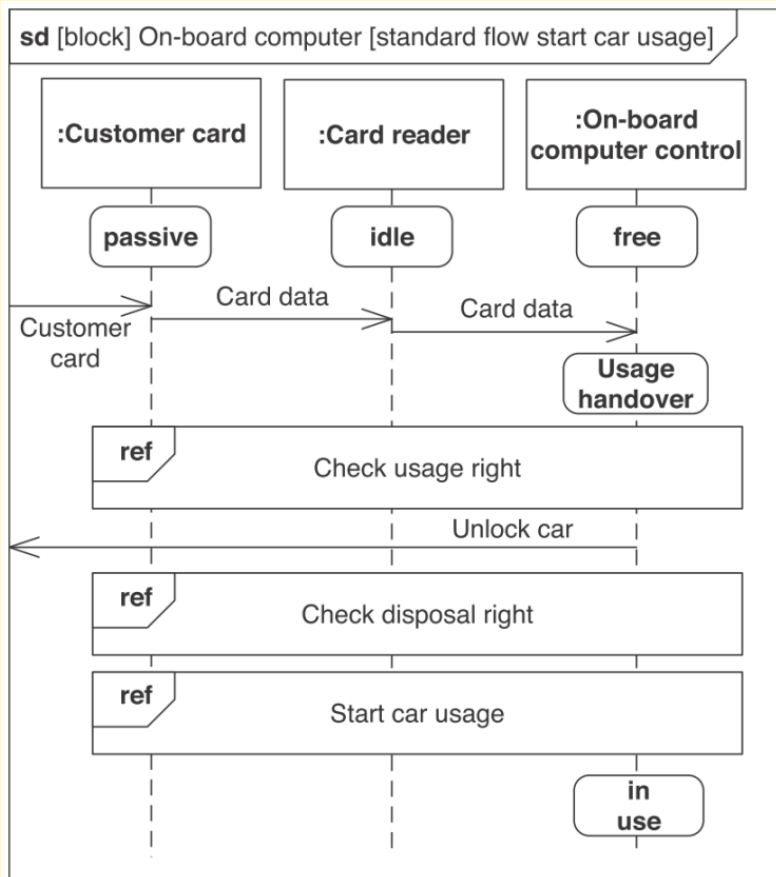 sd [block] On-board computer [standard flow start car usage]
:Customer card
:Card reader
:On-board
computer control
passive
idle
free
Card data
Card data
Customer
card
Usage
handover
ref
Check usage right
Unlock car
ref
Check disposal right
ref
Start car usage
in
use